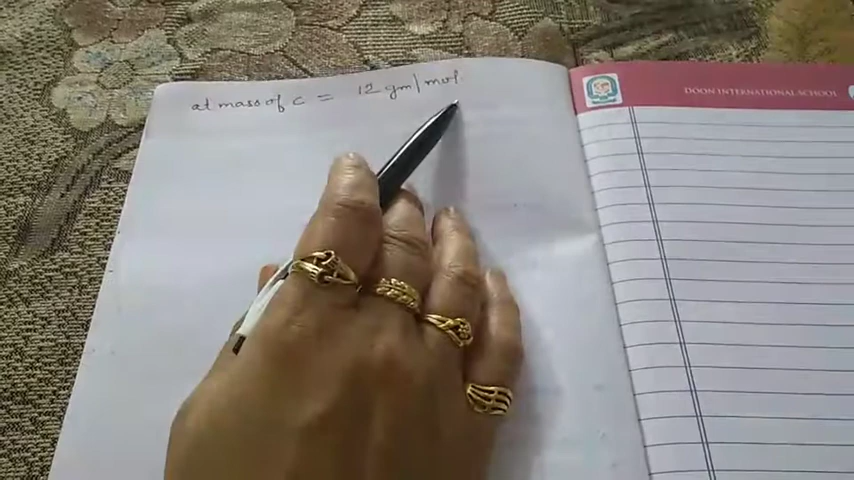 at mass of C = 12 gm/mol
DOON INTERNATIONAL SCHOOL